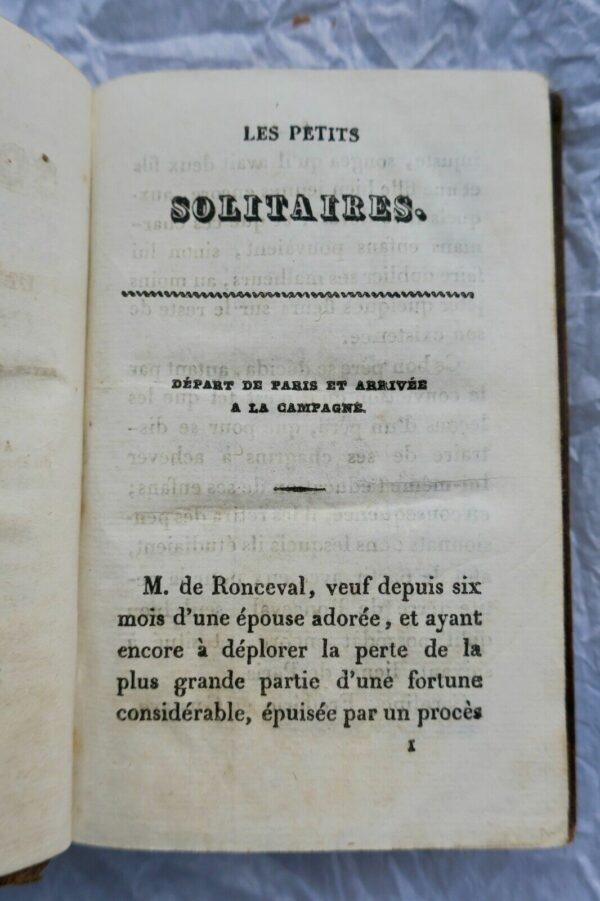 LES PETITS
SOLITAIRES.
DÉPART DE PARIS ET ARRIVÉE
A LA CAMPAGNE.
M. de Ronceval, veuf depuis six
mois d'une épouse adorée, et ayant
encore à déplorer la perte de la
plus grande partie d'une fortune
considérable, épuisée par un procès
1